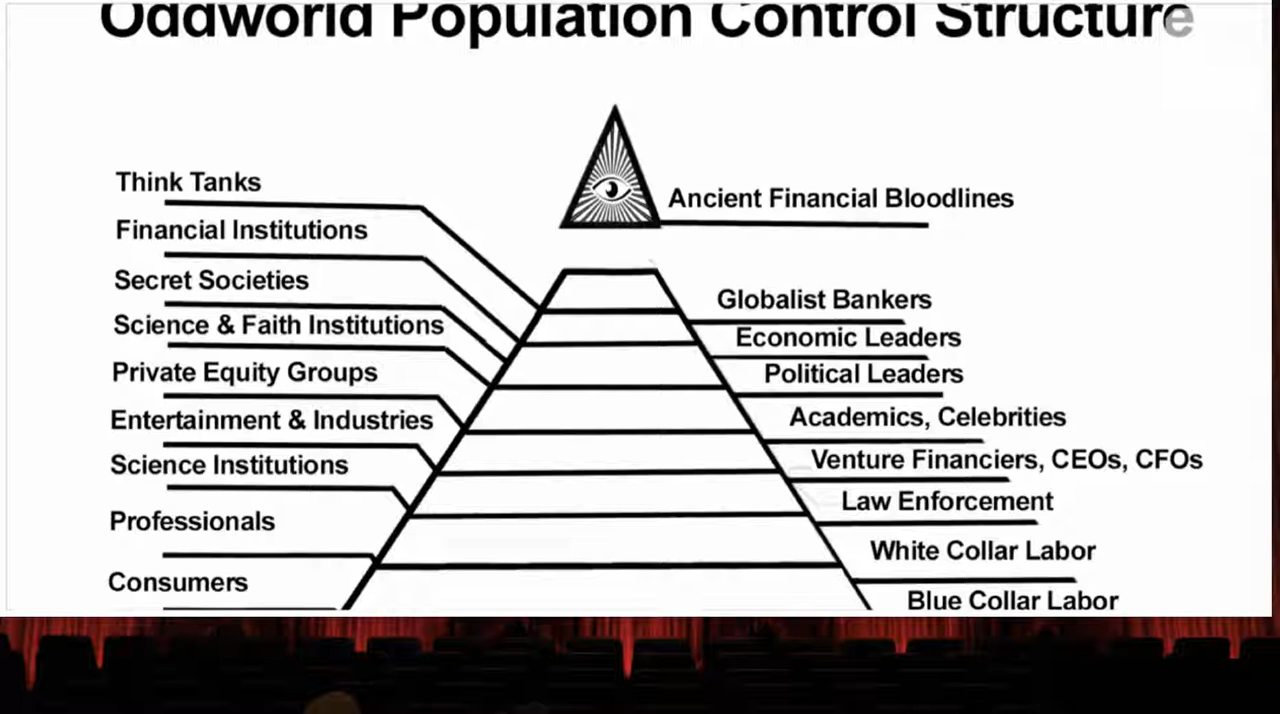 Oddworld Population Control Structure
Think Tanks
Financial Institutions
Secret Societies
Science & Faith Institutions
Private Equity Groups
Entertainment & Industries
Science Institutions
Professionals
Consumers
Ancient Financial Bloodlines
Globalist Bankers
Economic Leaders
Political Leaders
Academics, Celebrities
Venture Financiers, CEOs, CFOs
Law Enforcement
White Collar Labor
Blue Collar Labor